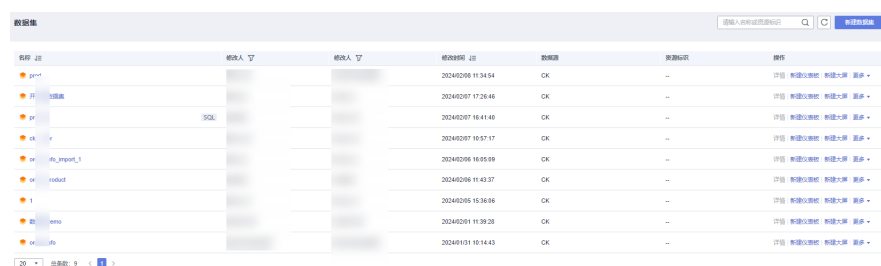 数据集
请输入名称或资源标识 新建数据集
名称 修改人 修改人 修改时间 数据源 资源标识 操作
2024/02/08 11:34:54 CK -- 详情 新建仪表板 新建大屏 更多
2024/02/07 17:26:46 CK -- 详情 新建仪表板 新建大屏 更多
SQL 2024/02/07 16:41:40 CK -- 详情 新建仪表板 新建大屏 更多
2024/02/07 10:57:17 CK -- 详情 新建仪表板 新建大屏 更多
fo_import_1 2024/02/06 16:05:09 CK -- 详情 新建仪表板 新建大屏 更多
roduct 2024/02/06 11:43:37 CK -- 详情 新建仪表板 新建大屏 更多
1 2024/02/05 15:36:06 CK -- 详情 新建仪表板 新建大屏 更多
emo 2024/02/01 11:39:28 CK -- 详情 新建仪表板 新建大屏 更多
2024/01/31 10:14:43 CK -- 详情 新建仪表板 新建大屏 更多
20 总条数: 9 < 1 >